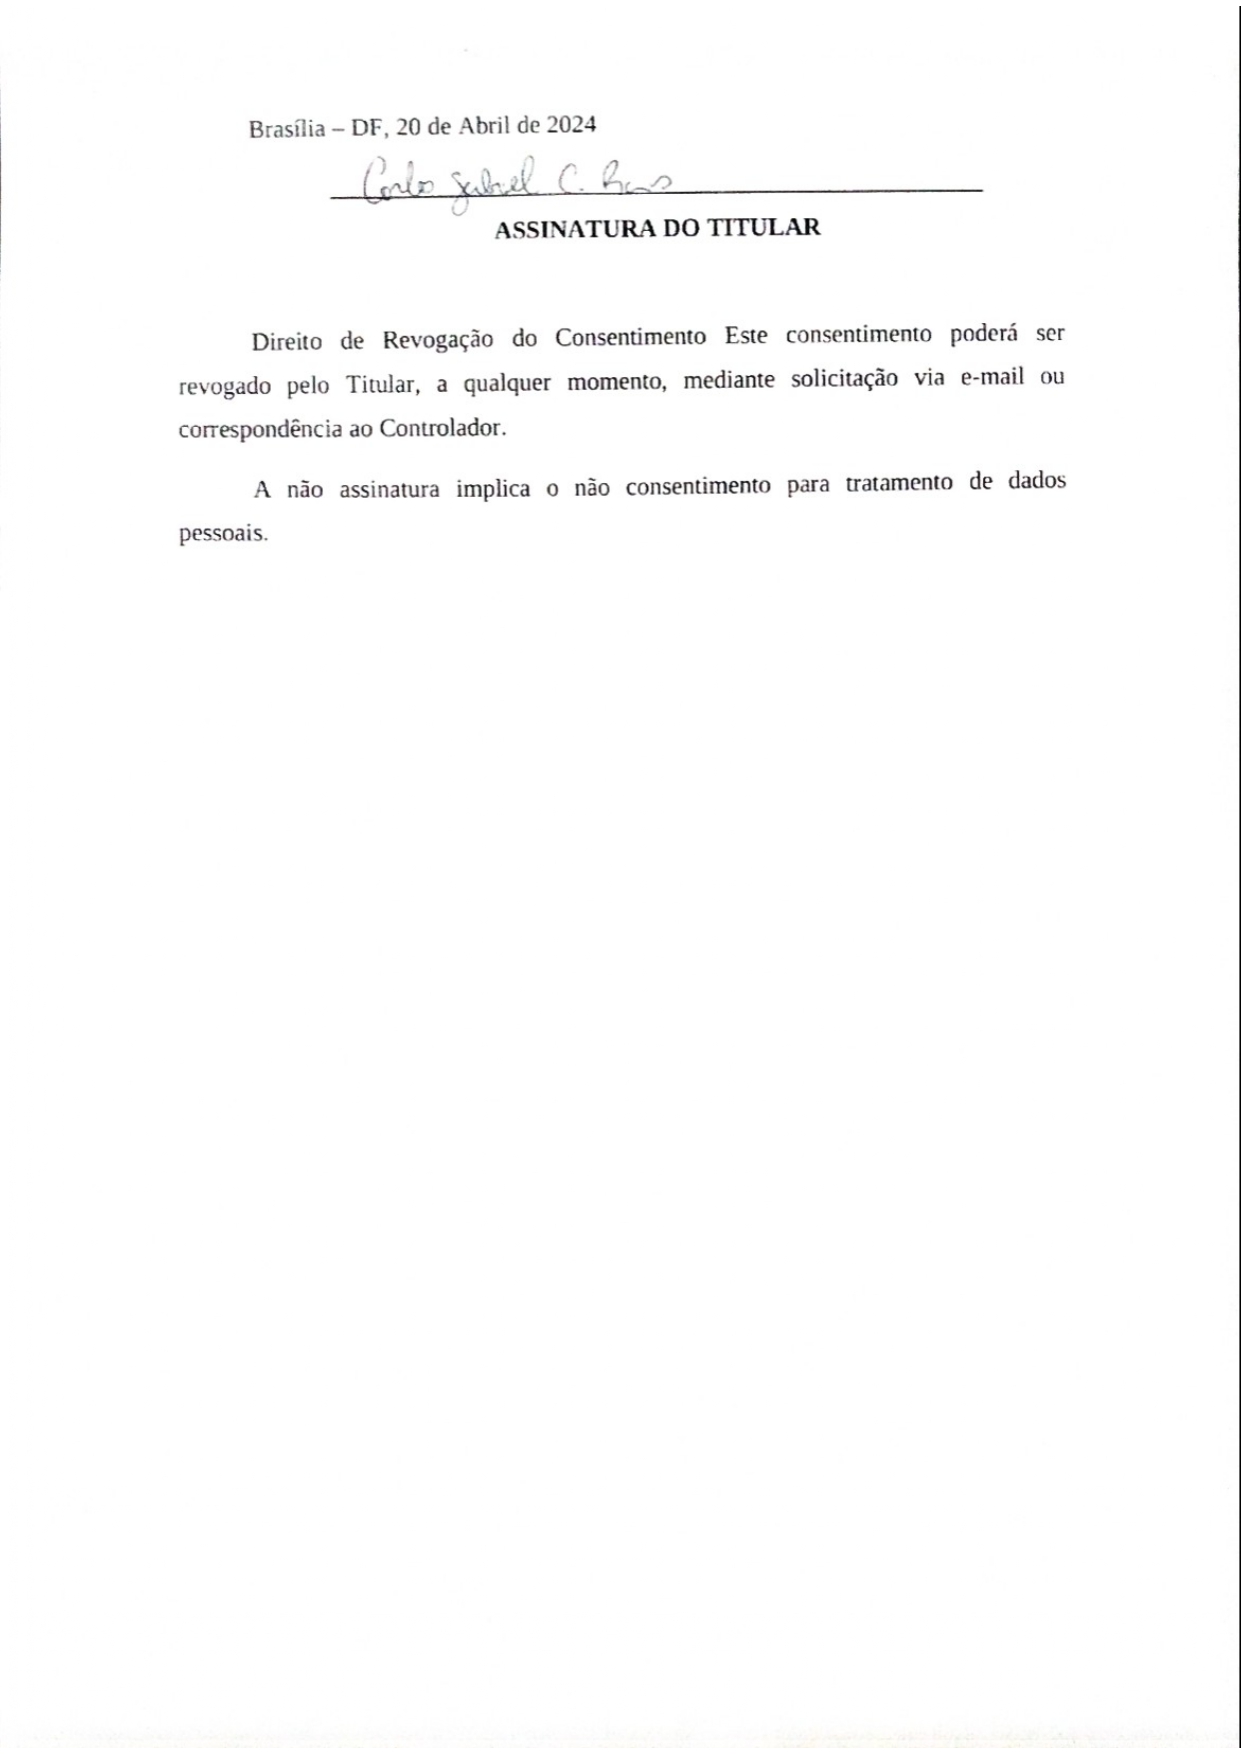 Brasília – DF, 20 de Abril de 2024
Carlos Gabriel C.
ASSINATURA DO TITULAR
Direito de Revogação do Consentimento Este consentimento poderá ser
revogado pelo Titular, a qualquer momento, mediante solicitação via e-mail ou
correspondência ao Controlador.
A não assinatura implica o não consentimento para tratamento de dados
pessoais.